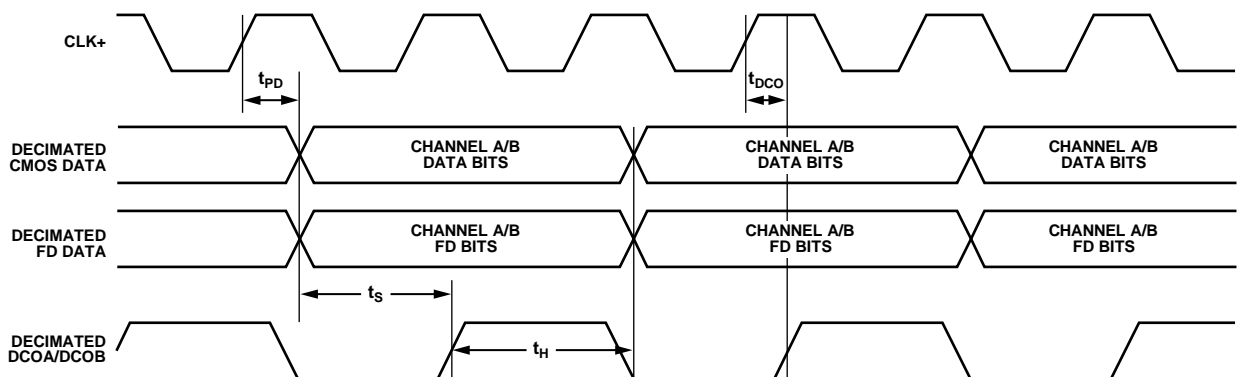 CLK+
tPD
tDCO
DECIMATED
CMOS DATA
CHANNEL A/B
DATA BITS
CHANNEL A/B
DATA BITS
CHANNEL A/B
DATA BITS
DECIMATED
FD DATA
CHANNEL A/B
FD BITS
CHANNEL A/B
FD BITS
CHANNEL A/B
FD BITS
tS
DECIMATED
DCOA/DCOB
tH